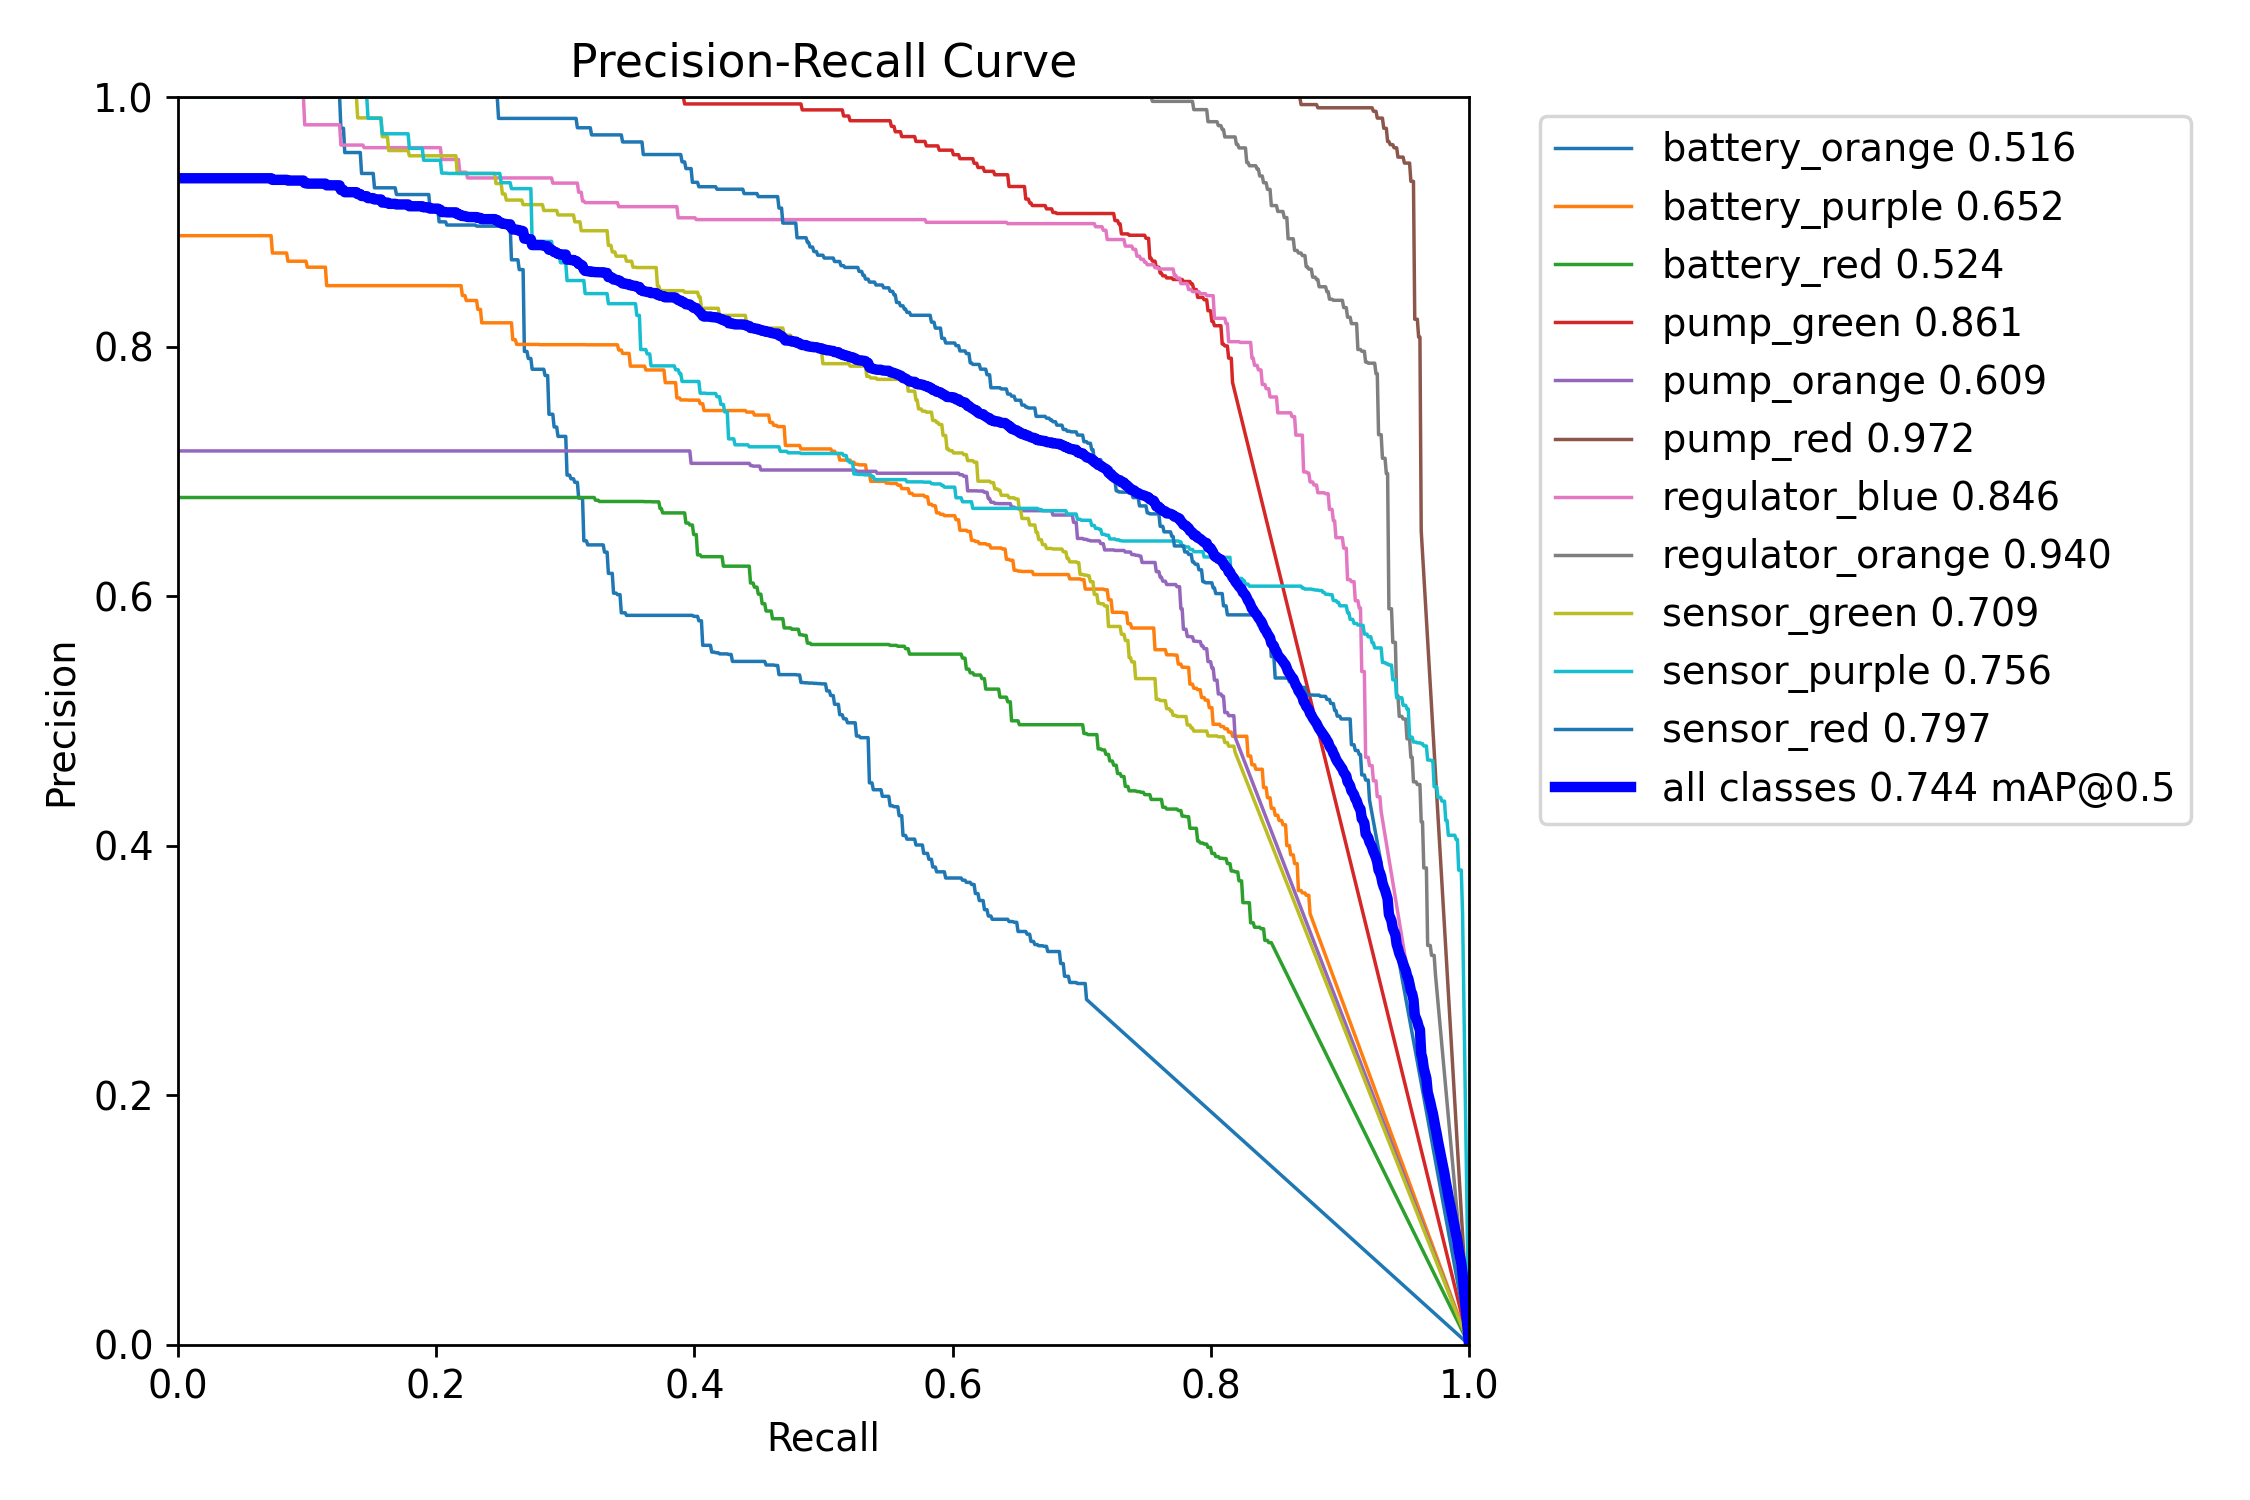 Precision-Recall Curve
1.0
0.8
0.6
0.4
0.2
0.0
Precision
0.0 0.2 0.4 0.6 0.8 1.0
Recall
battery_orange 0.516
battery_purple 0.652
battery_red 0.524
pump_green 0.861
pump_orange 0.609
pump_red 0.972
regulator_blue 0.846
regulator_orange 0.940
sensor_green 0.709
sensor_purple 0.756
sensor_red 0.797
all classes 0.744 mAP@0.5